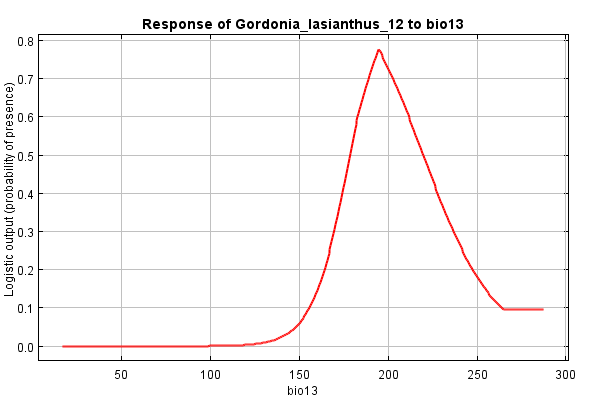 Response of Gordonia_lasianthus_12 to bio13
Logistic output (probability of presence)
0.8
0.7
0.6
0.5
0.4
0.3
0.2
0.1
0.0
50 100 150 200 250 300
bio13